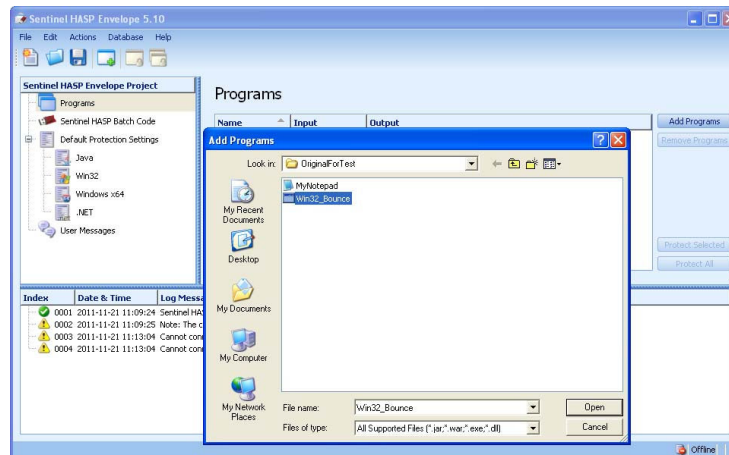 Sentinel HASP Envelope 5.10
File Edit Actions Database Help
Sentinel HASP Envelope Project
Programs
Sentinel HASP Batch Code
Default Protection Settings
Java
Win32
Windows x64
.NET
User Messages
Programs
Name Input Output
Add Programs
Remove Programs
Protect Selected
Protect All
Add Programs
Look in: OriginalForTest
MyNotepad
Win32_Bounce
My Recent Documents
Desktop
My Documents
My Computer
My Network Places
File name: Win32_Bounce
Files of type: All Supported Files (*.jar;*.war;*.exe;*.dll)
Open
Cancel
Index Date & Time Log Messa
0001 2011-11-21 11:09:24 Sentinel HA
0002 2011-11-21 11:09:25 Note: The c
0003 2011-11-21 11:13:04 Cannot con
0004 2011-11-21 11:13:04 Cannot con
Offline